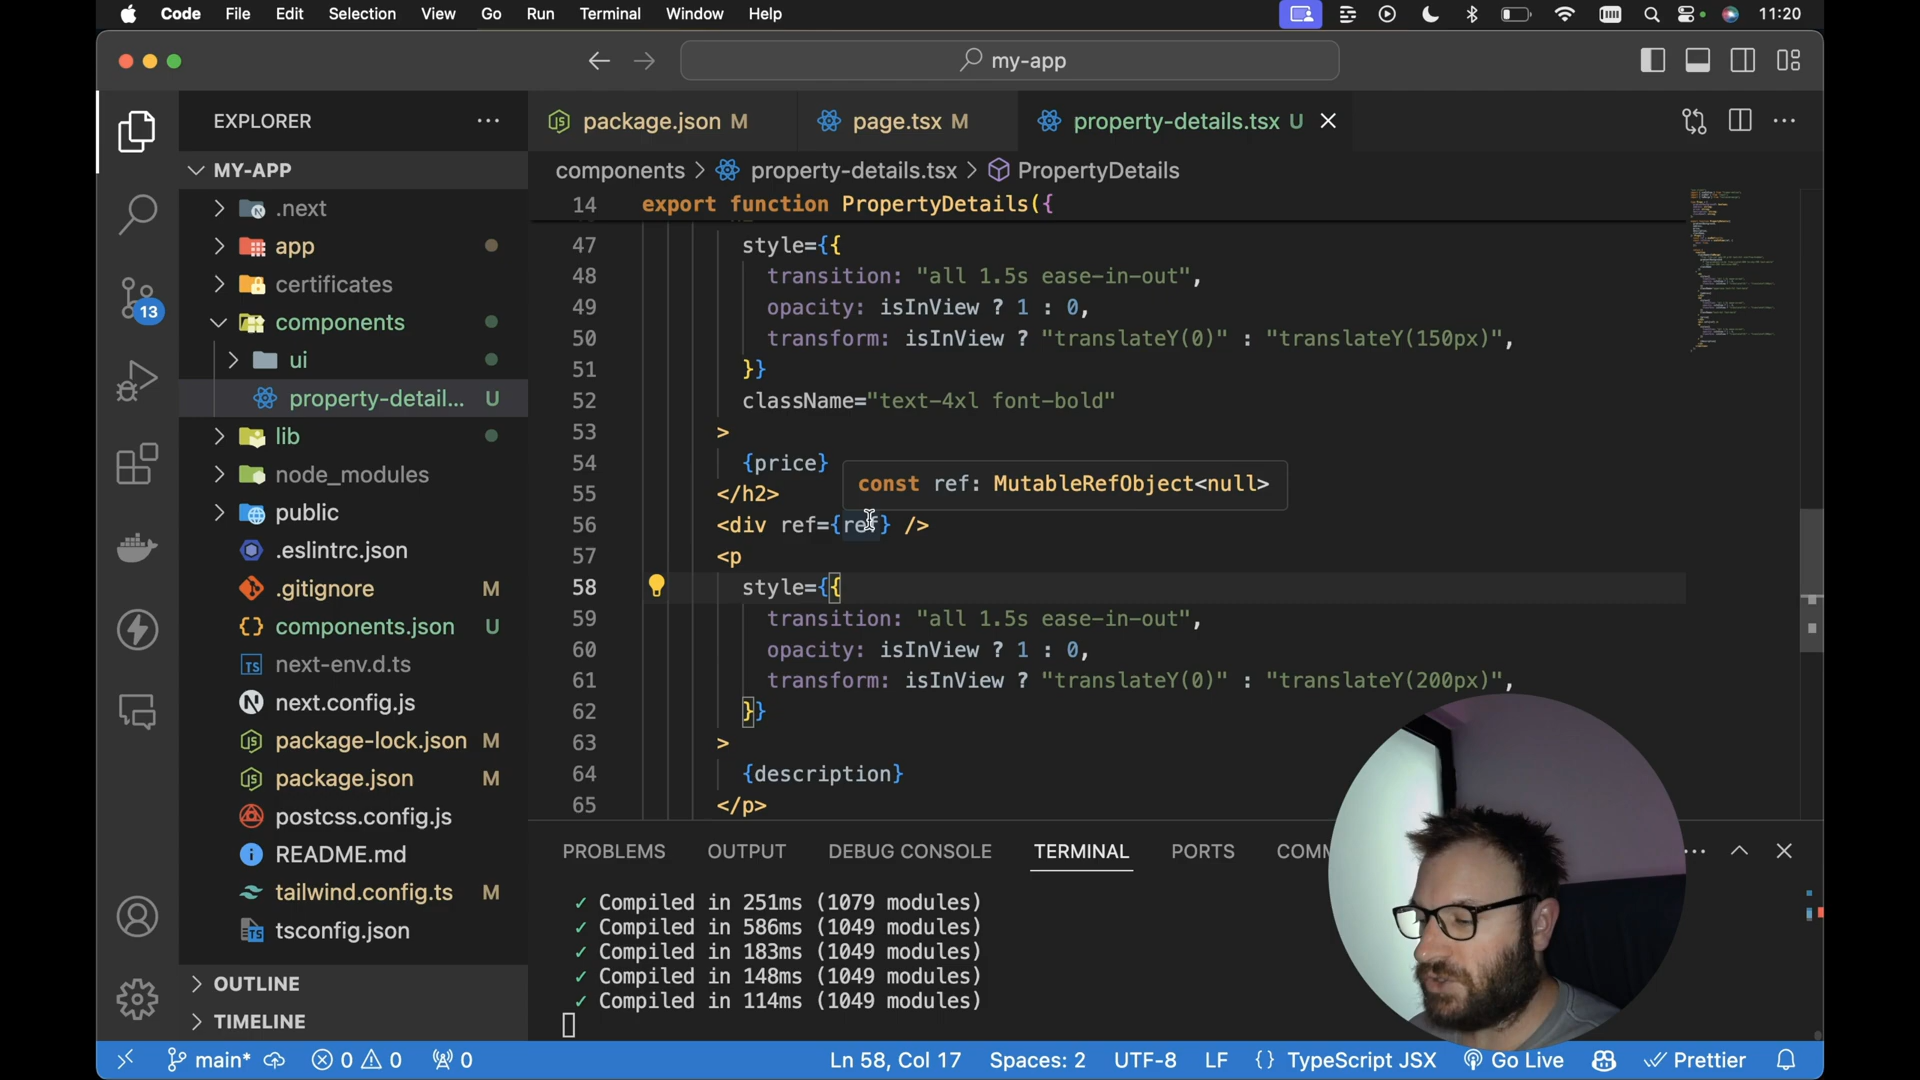 Code File Edit Selection View Go Run Terminal Window Help 11:20
my-app
EXPLORER
MY-APP
.next
app
certificates
components
ui
property-detail... U
lib
node_modules
public
.eslintrc.json
.gitignore M
components.json U
next-env.d.ts
next.config.js
package-lock.json M
package.json M
postcss.config.js
README.md
tailwind.config.ts M
tsconfig.json
OUTLINE
TIMELINE
13
package.json M page.tsx M property-details.tsx U
components > property-details.tsx > PropertyDetails
14 export function PropertyDetails({
47 style={{
48 transition: "all 1.5s ease-in-out",
49 opacity: isInView ? 1 : 0,
50 transform: isInView ? "translateY(0)" : "translateY(150px)",
51 }}
52 className="text-4xl font-bold"
53 >
54 {price}
const ref: MutableRefObject<null>
55 </h2>
56 <div ref={ref} />
57 <p
58 style={{
59 transition: "all 1.5s ease-in-out",
60 opacity: isInView ? 1 : 0,
61 transform: isInView ? "translateY(0)" : "translateY(200px)",
62 }}
63 >
64 {description}
65 </p>
PROBLEMS OUTPUT DEBUG CONSOLE TERMINAL PORTS COMM
✓ Compiled in 251ms (1079 modules)
✓ Compiled in 586ms (1049 modules)
✓ Compiled in 183ms (1049 modules)
✓ Compiled in 148ms (1049 modules)
✓ Compiled in 114ms (1049 modules)
main* 0 0 0 Ln 58, Col 17 Spaces: 2 UTF-8 LF {} TypeScript JSX Go Live Prettier